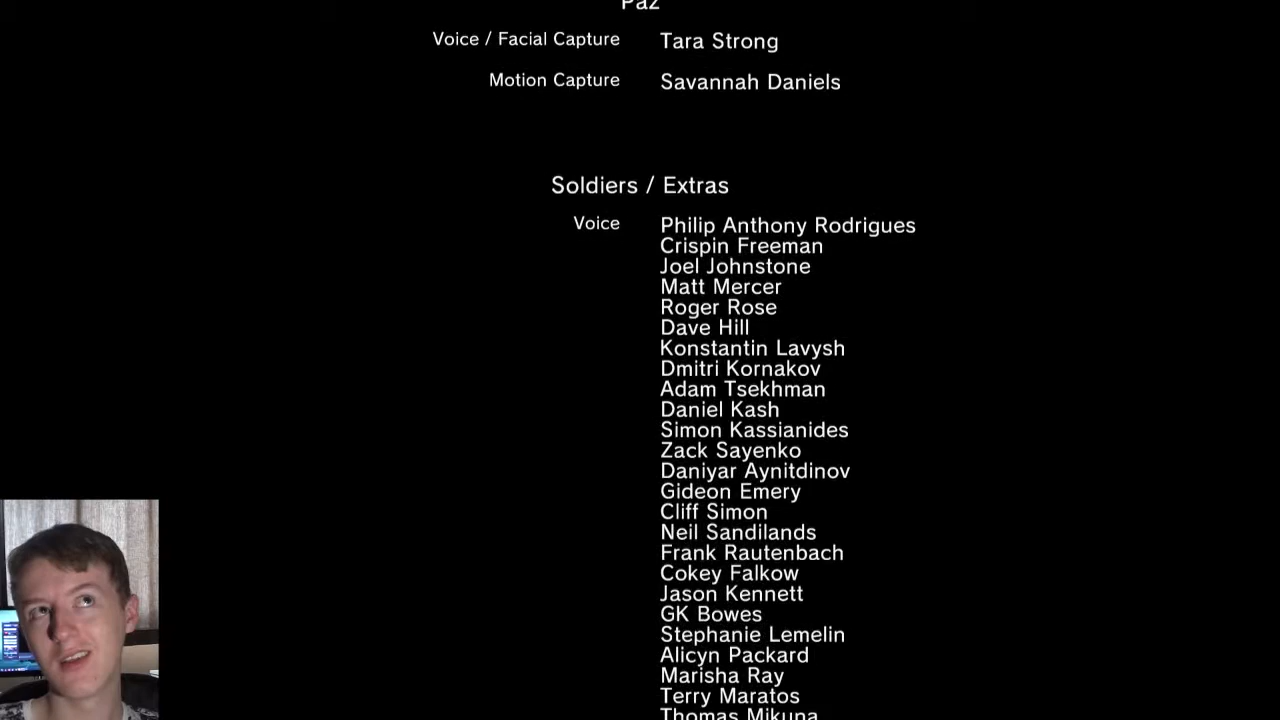 Paz
Voice / Facial Capture Tara Strong
Motion Capture Savannah Daniels
Soldiers / Extras
Voice Philip Anthony Rodrigues
Crispin Freeman
Joel Johnstone
Matt Mercer
Roger Rose
Dave Hill
Konstantin Lavysh
Dmitri Kornakov
Adam Tsekhman
Daniel Kash
Simon Kassianides
Zack Sayenko
Daniyar Aynitdinov
Gideon Emery
Cliff Simon
Neil Sandilands
Frank Rautenbach
Cokey Falkow
Jason Kennett
GK Bowes
Stephanie Lemelin
Alicyn Packard
Marisha Ray
Terry Maratos
Thomas Mikuna